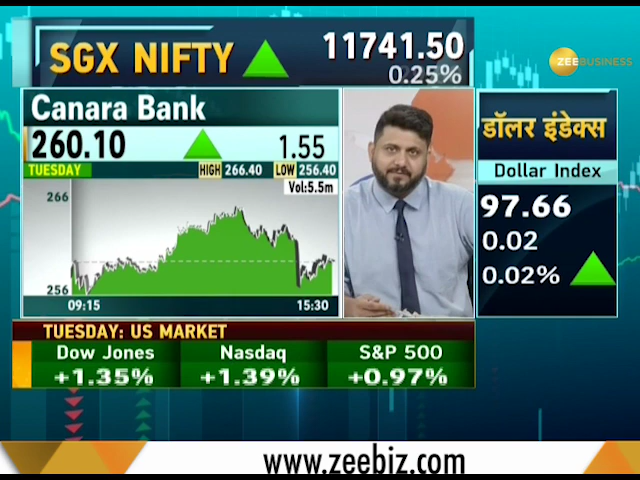 SGX NIFTY
11741.50
0.25%
ZEE BUSINESS
Canara Bank
260.10
1.55
TUESDAY
HIGH 266.40 LOW 256.40
Vol:5.5m
266
256
09:15
15:30
डॉलर इंडेक्स
Dollar Index
97.66
0.02
0.02%
TUESDAY: US MARKET
Dow Jones Nasdaq S&P 500
+1.35% +1.39% +0.97%
www.zeebiz.com